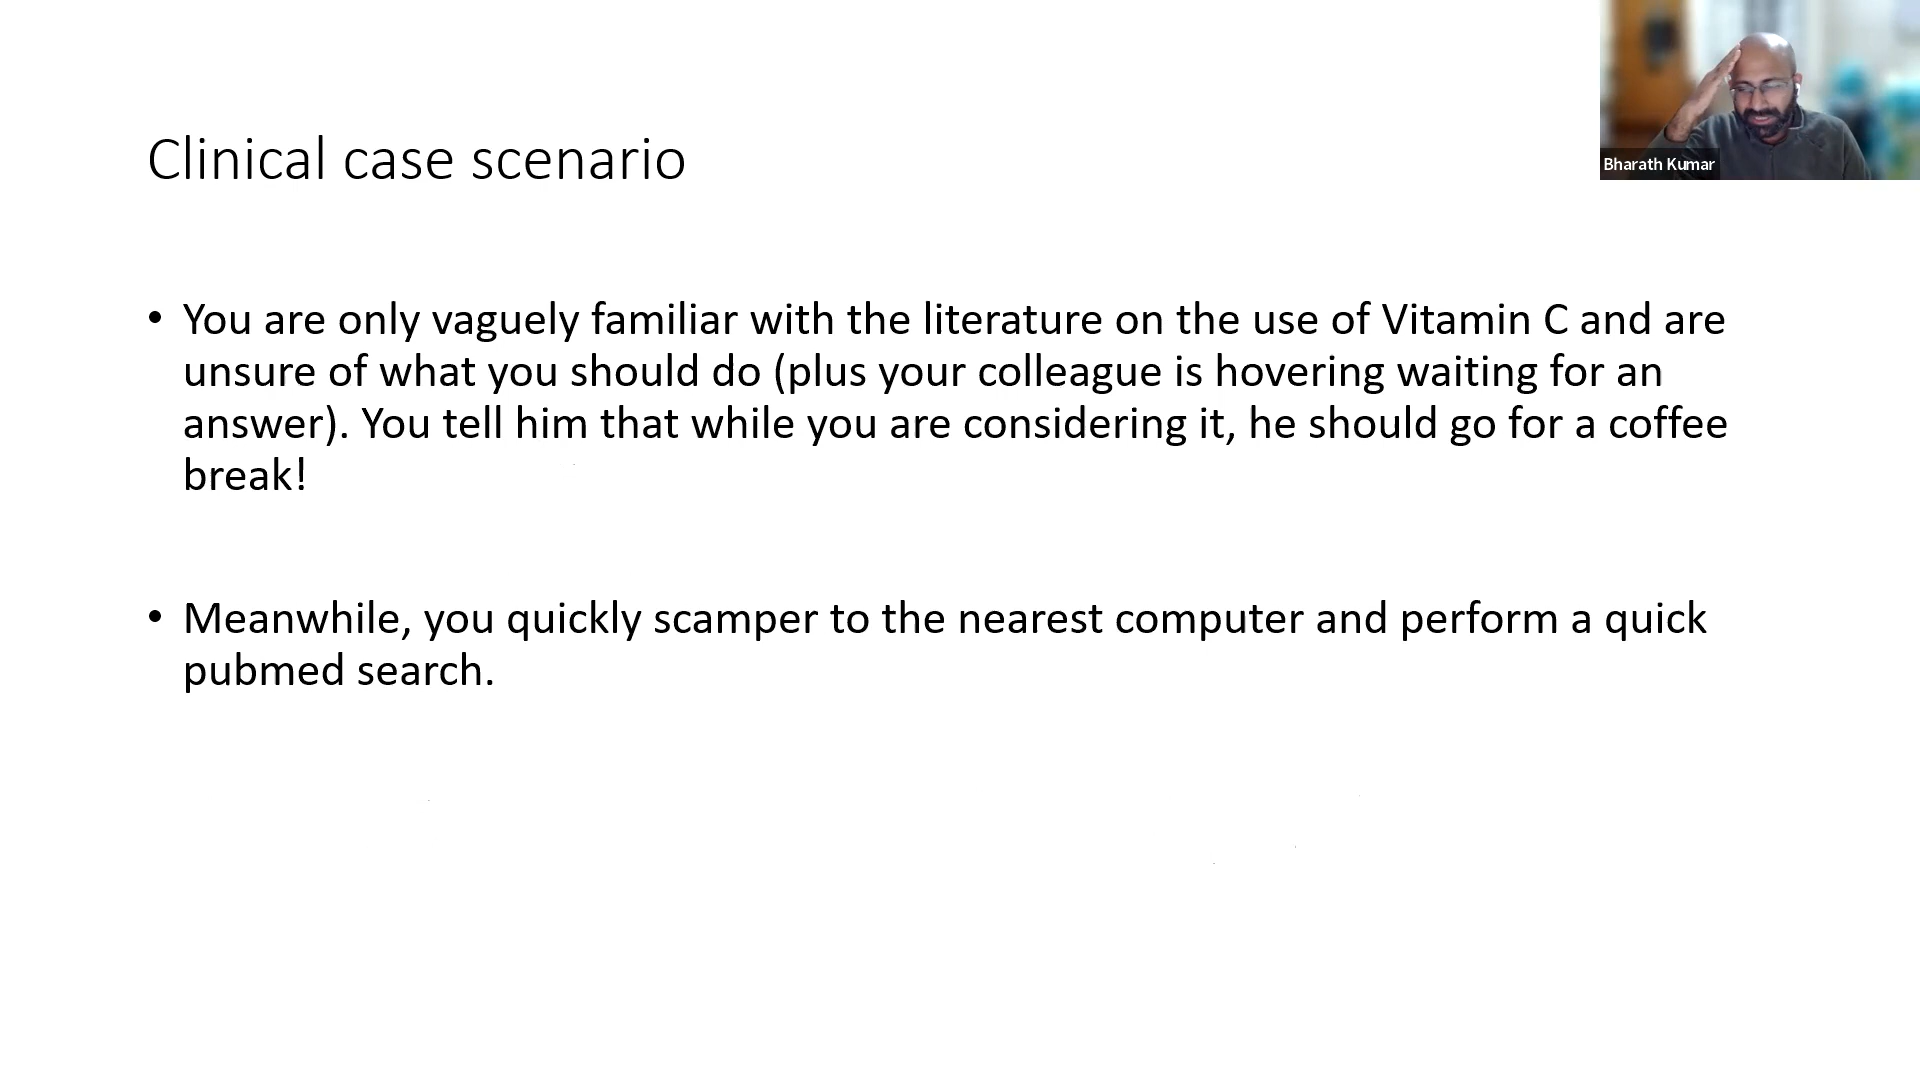 Clinical case scenario
Bharath Kumar
• You are only vaguely familiar with the literature on the use of Vitamin C and are
unsure of what you should do (plus your colleague is hovering waiting for an
answer). You tell him that while you are considering it, he should go for a coffee
break!
• Meanwhile, you quickly scamper to the nearest computer and perform a quick
pubmed search.